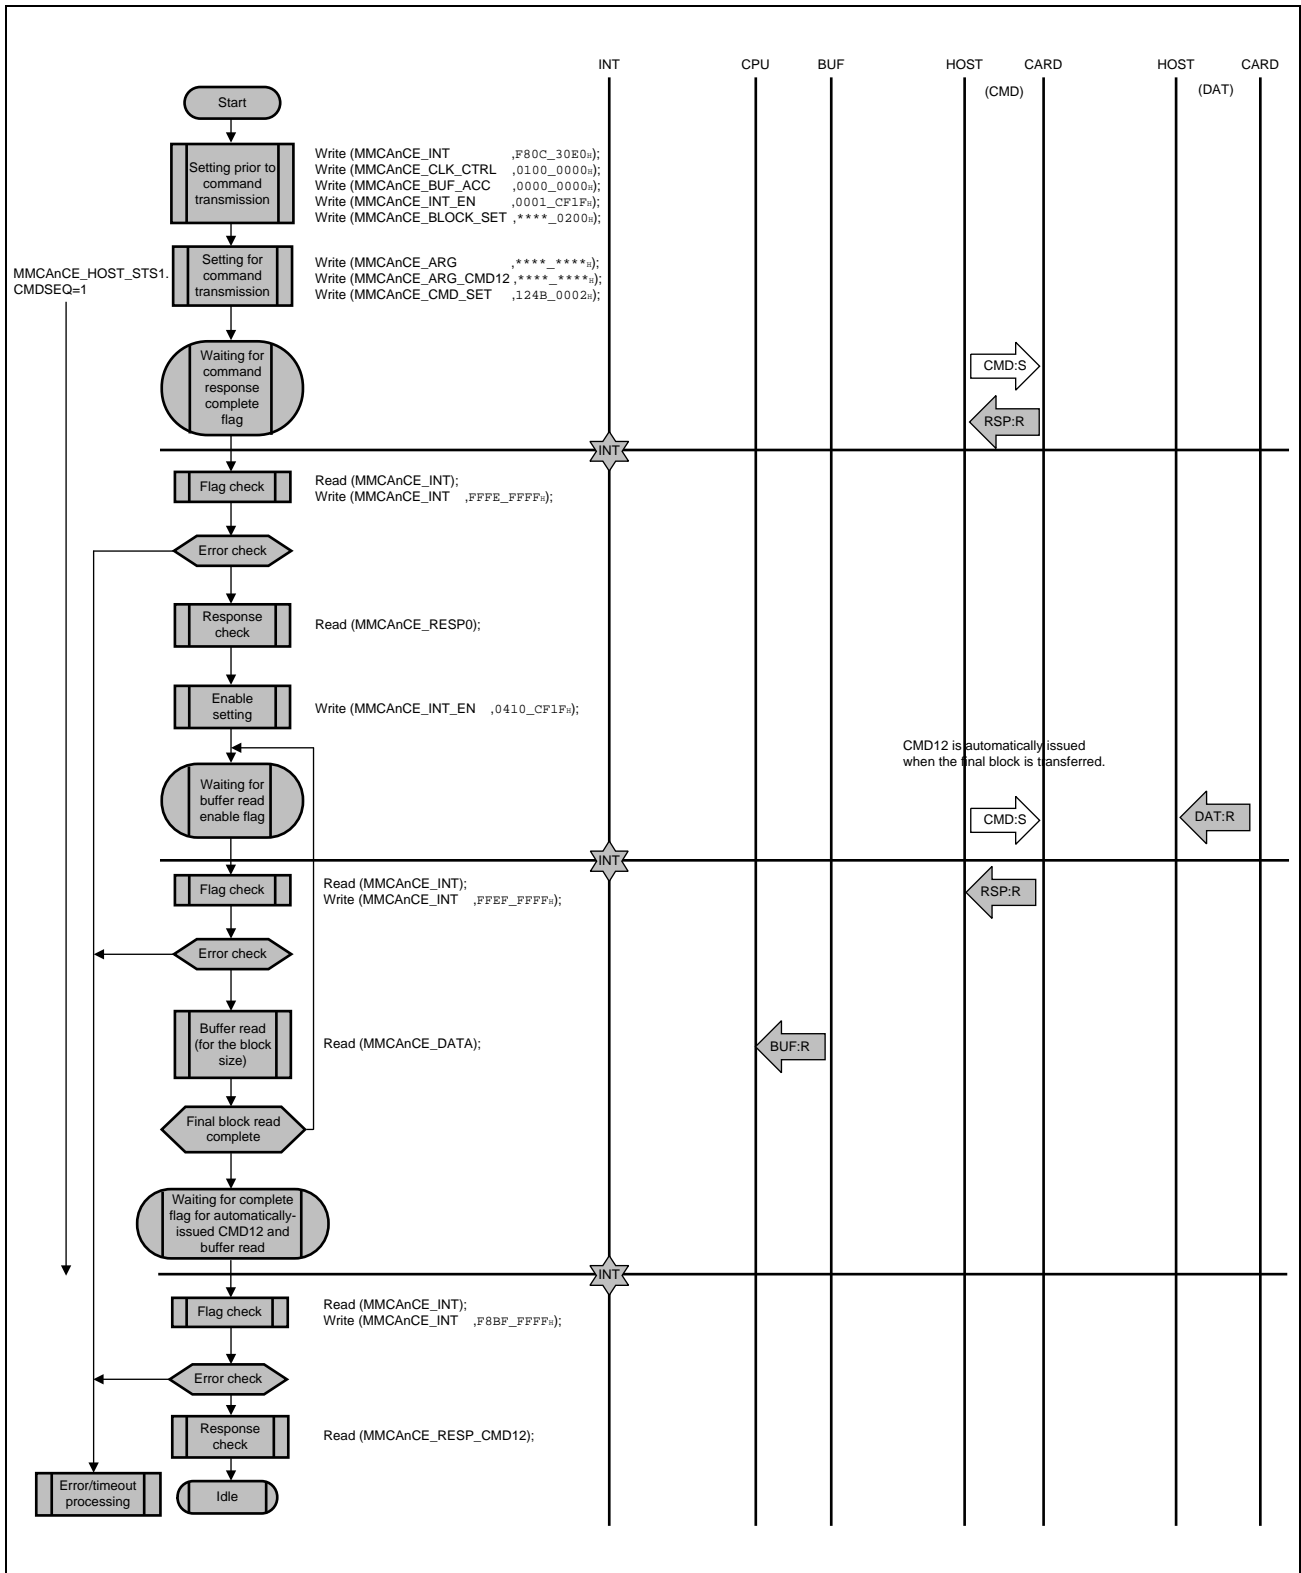 INT
CPU
BUF
HOST
CARD
HOST
CARD
(CMD)
(DAT)
Start
Setting prior to
command
transmission
Write (MMCAnCE_INT ,F80C_30E0H);
Write (MMCAnCE_CLK_CTRL ,0100_0000H);
Write (MMCAnCE_BUF_ACC ,0000_0000H);
Write (MMCAnCE_INT_EN ,0001_CF1FH);
Write (MMCAnCE_BLOCK_SET ,****_0200H);
MMCAnCE_HOST_STS1.
CMDSEQ=1
Setting for
command
transmission
Write (MMCAnCE_ARG ,****_****H);
Write (MMCAnCE_ARG_CMD12 ,****_****H);
Write (MMCAnCE_CMD_SET ,124B_0002H);
Waiting for
command
response
complete
flag
CMD:S
RSP:R
INT
Flag check
Read (MMCAnCE_INT);
Write (MMCAnCE_INT ,FFFE_FFFFH);
Error check
Response
check
Read (MMCAnCE_RESP0);
Enable
setting
Write (MMCAnCE_INT_EN ,0410_CF1FH);
CMD12 is automatically issued
when the final block is transferred.
Waiting for
buffer read
enable flag
CMD:S
DAT:R
INT
Flag check
Read (MMCAnCE_INT);
Write (MMCAnCE_INT ,FFEF_FFFFH);
RSP:R
Error check
Buffer read
(for the block
size)
Read (MMCAnCE_DATA);
BUF:R
Final block read
complete
Waiting for complete
flag for automatically-
issued CMD12 and
buffer read
INT
Flag check
Read (MMCAnCE_INT);
Write (MMCAnCE_INT ,F8BF_FFFFH);
Error check
Response
check
Read (MMCAnCE_RESP_CMD12);
Error/timeout
processing
Idle